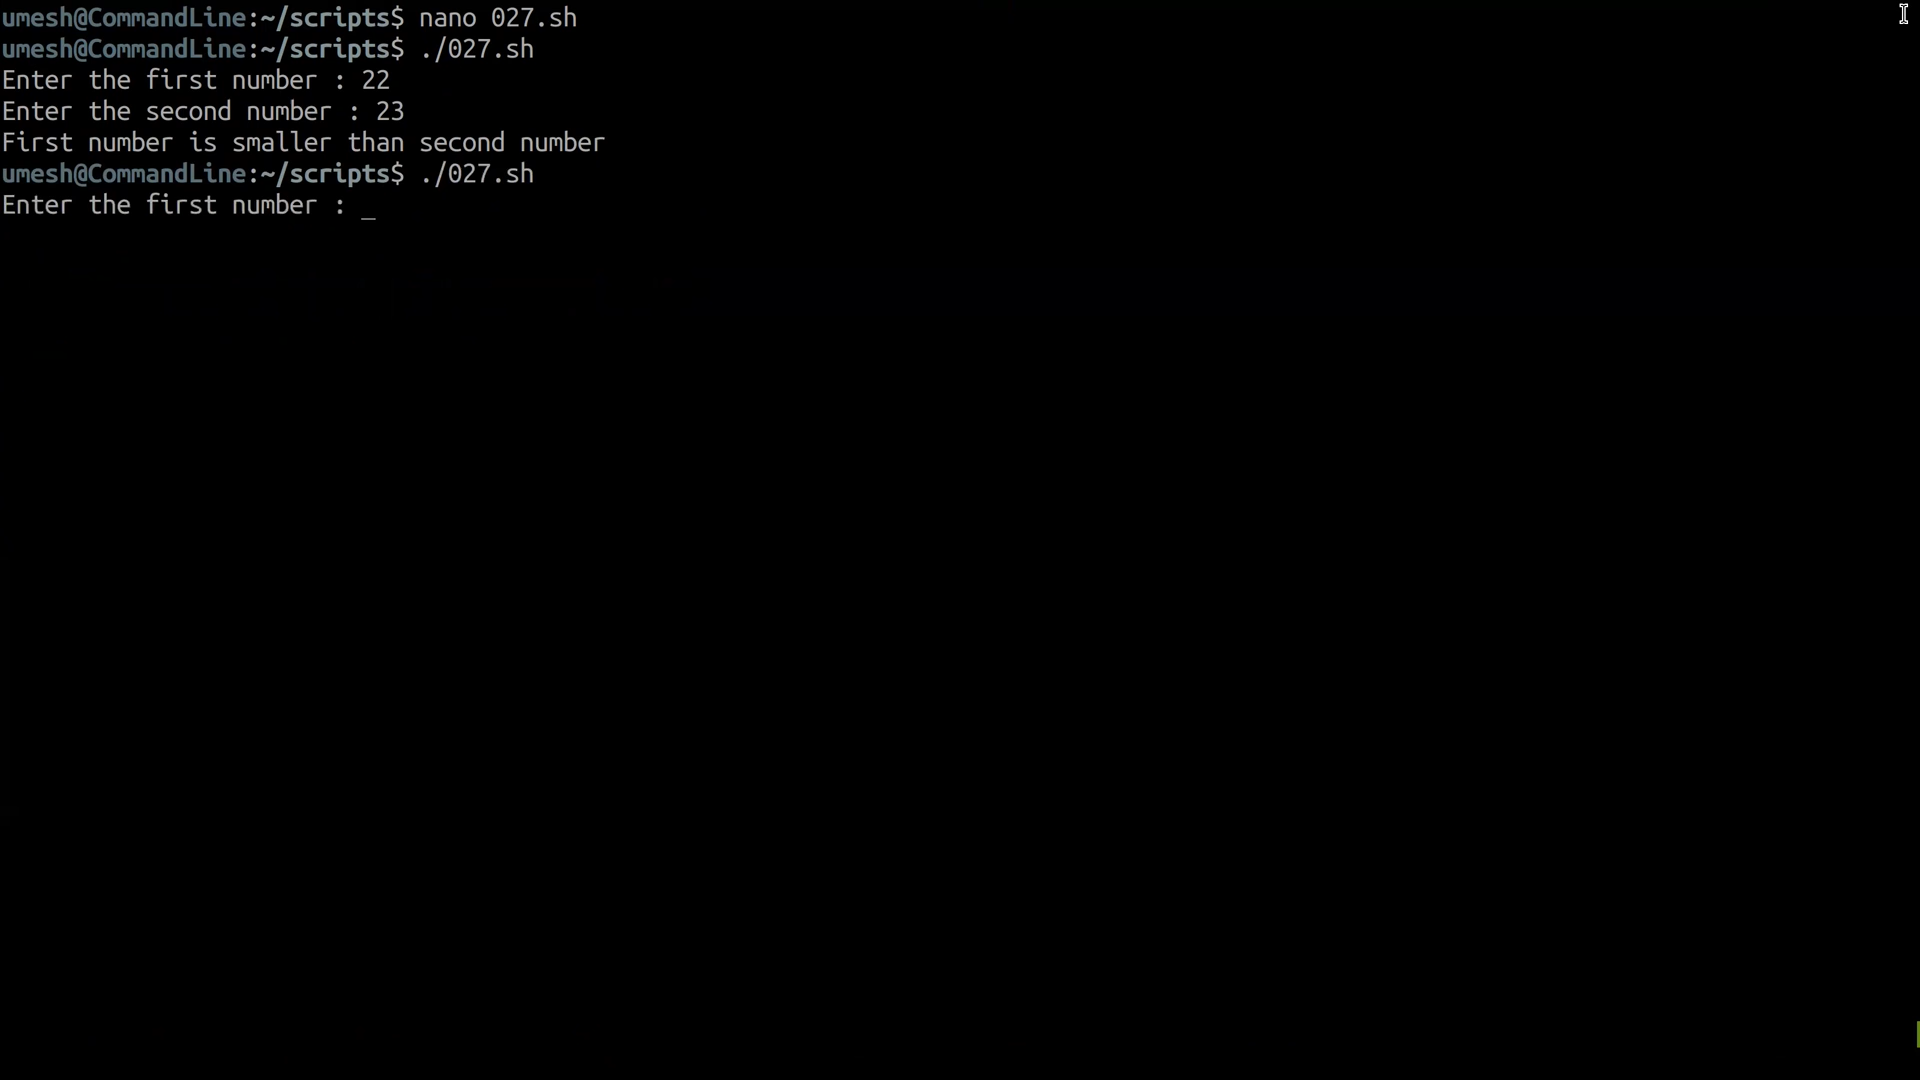 umesh@CommandLine:~/scripts$ nano 027.sh
umesh@CommandLine:~/scripts$ ./027.sh
Enter the first number : 22
Enter the second number : 23
First number is smaller than second number
umesh@CommandLine:~/scripts$ ./027.sh
Enter the first number : _